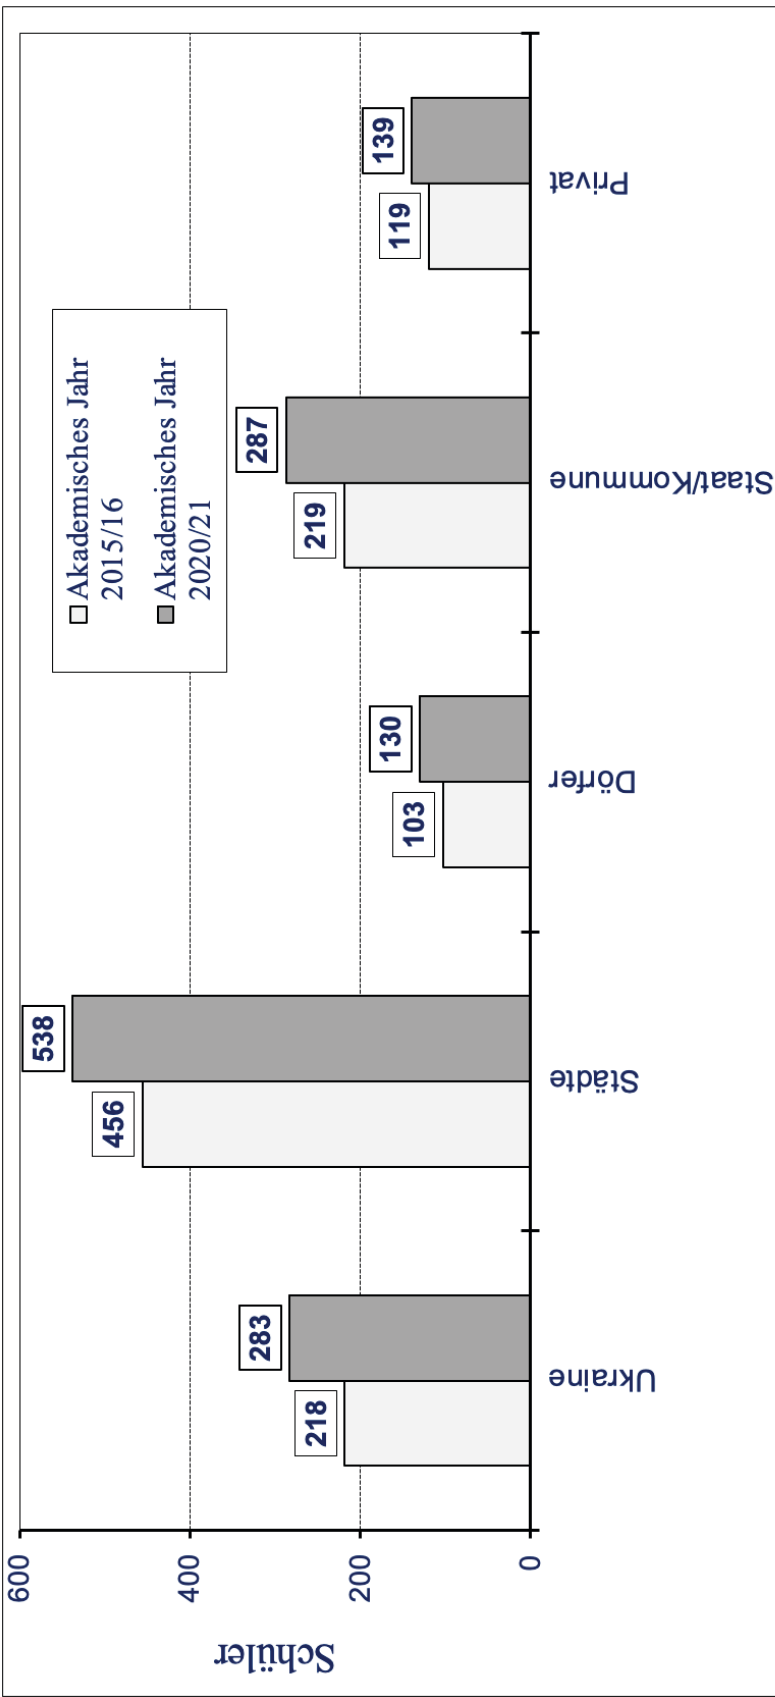 Schüler
600
400
200
0
Akademisches Jahr
2015/16
Akademisches Jahr
2020/21
218
283
456
538
103
130
219
287
119
139
Ukraine
Städte
Dörfer
Staat/Kommune
Privat